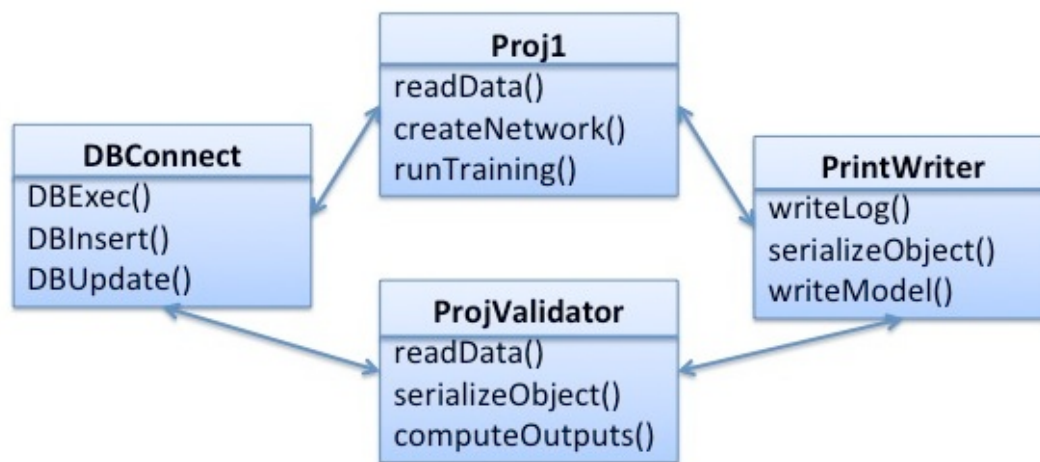 Proj1
readData()
createNetwork()
runTraining()
DBConnect
DBExec()
DBInsert()
DBUpdate()
PrintWriter
writeLog()
serializeObject()
writeModel()
ProjValidator
readData()
serializeObject()
computeOutputs()